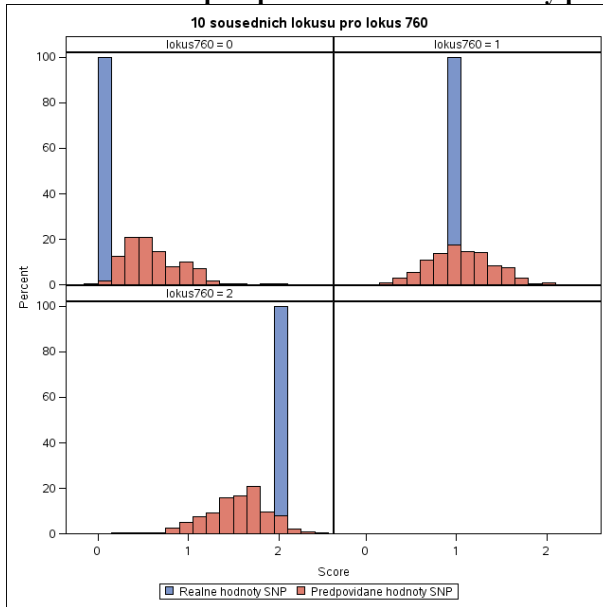 10 sousednich lokusu pro lokus 760
lokus760 = 0
lokus760 = 1
100
80
60
40
20
0
Percent
lokus760 = 2
100
80
60
40
20
0
0 1 2
0 1 2
Score
Realne hodnoty SNP
Predpovidane hodnoty SNP